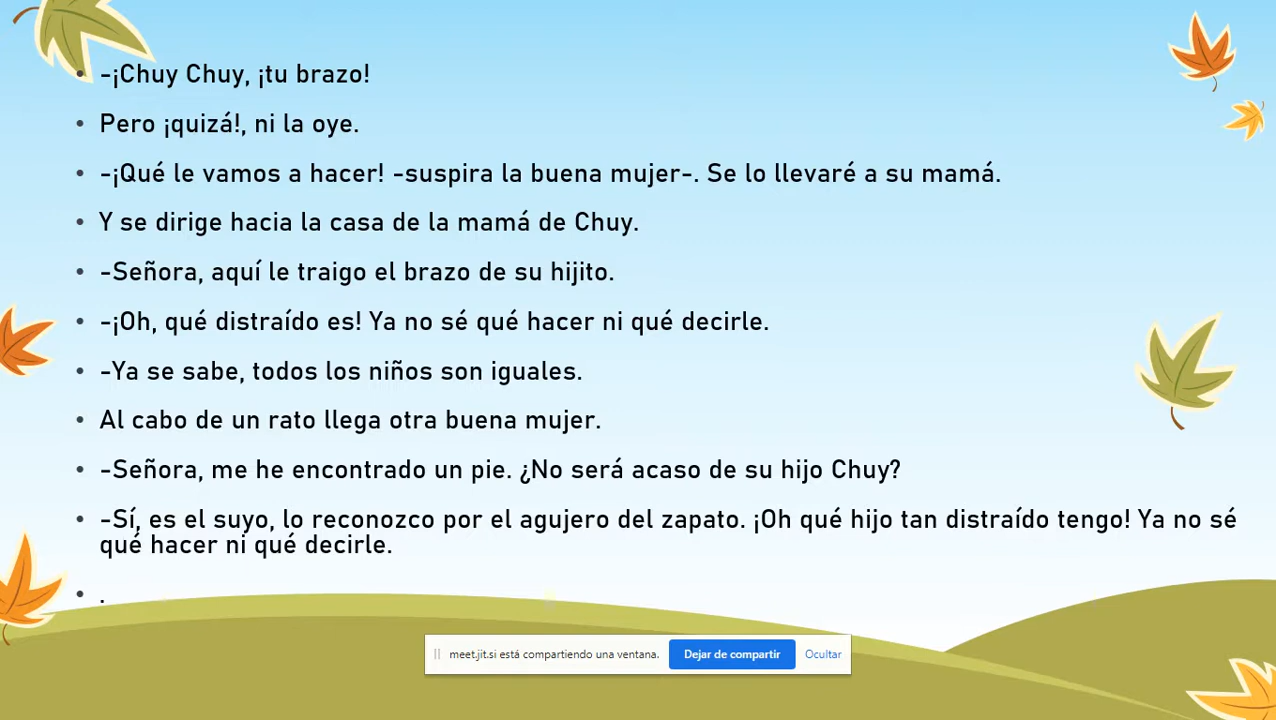 -¡Chuy Chuy, ¡tu brazo!
Pero ¡quizá!, ni la oye.
-¡Qué le vamos a hacer! -suspira la buena mujer-. Se lo llevaré a su mamá.
Y se dirige hacia la casa de la mamá de Chuy.
-Señora, aquí le traigo el brazo de su hijito.
-¡Oh, qué distraído es! Ya no sé qué hacer ni qué decirle.
-Ya se sabe, todos los niños son iguales.
Al cabo de un rato llega otra buena mujer.
-Señora, me he encontrado un pie. ¿No será acaso de su hijo Chuy?
-Sí, es el suyo, lo reconozco por el agujero del zapato. ¡Oh qué hijo tan distraído tengo! Ya no sé
qué hacer ni qué decirle.
.
meet.jit.si está compartiendo una ventana. Dejar de compartir Ocultar